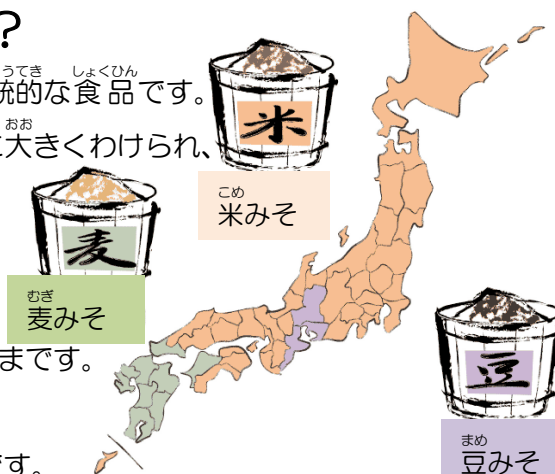 ?
統的な食品です。
うてき しょくひん
大きくわけられ、
おお
米
こめ
米みそ
麦
むぎ
麦みそ
まです。
豆
まめ
豆みそ
です。